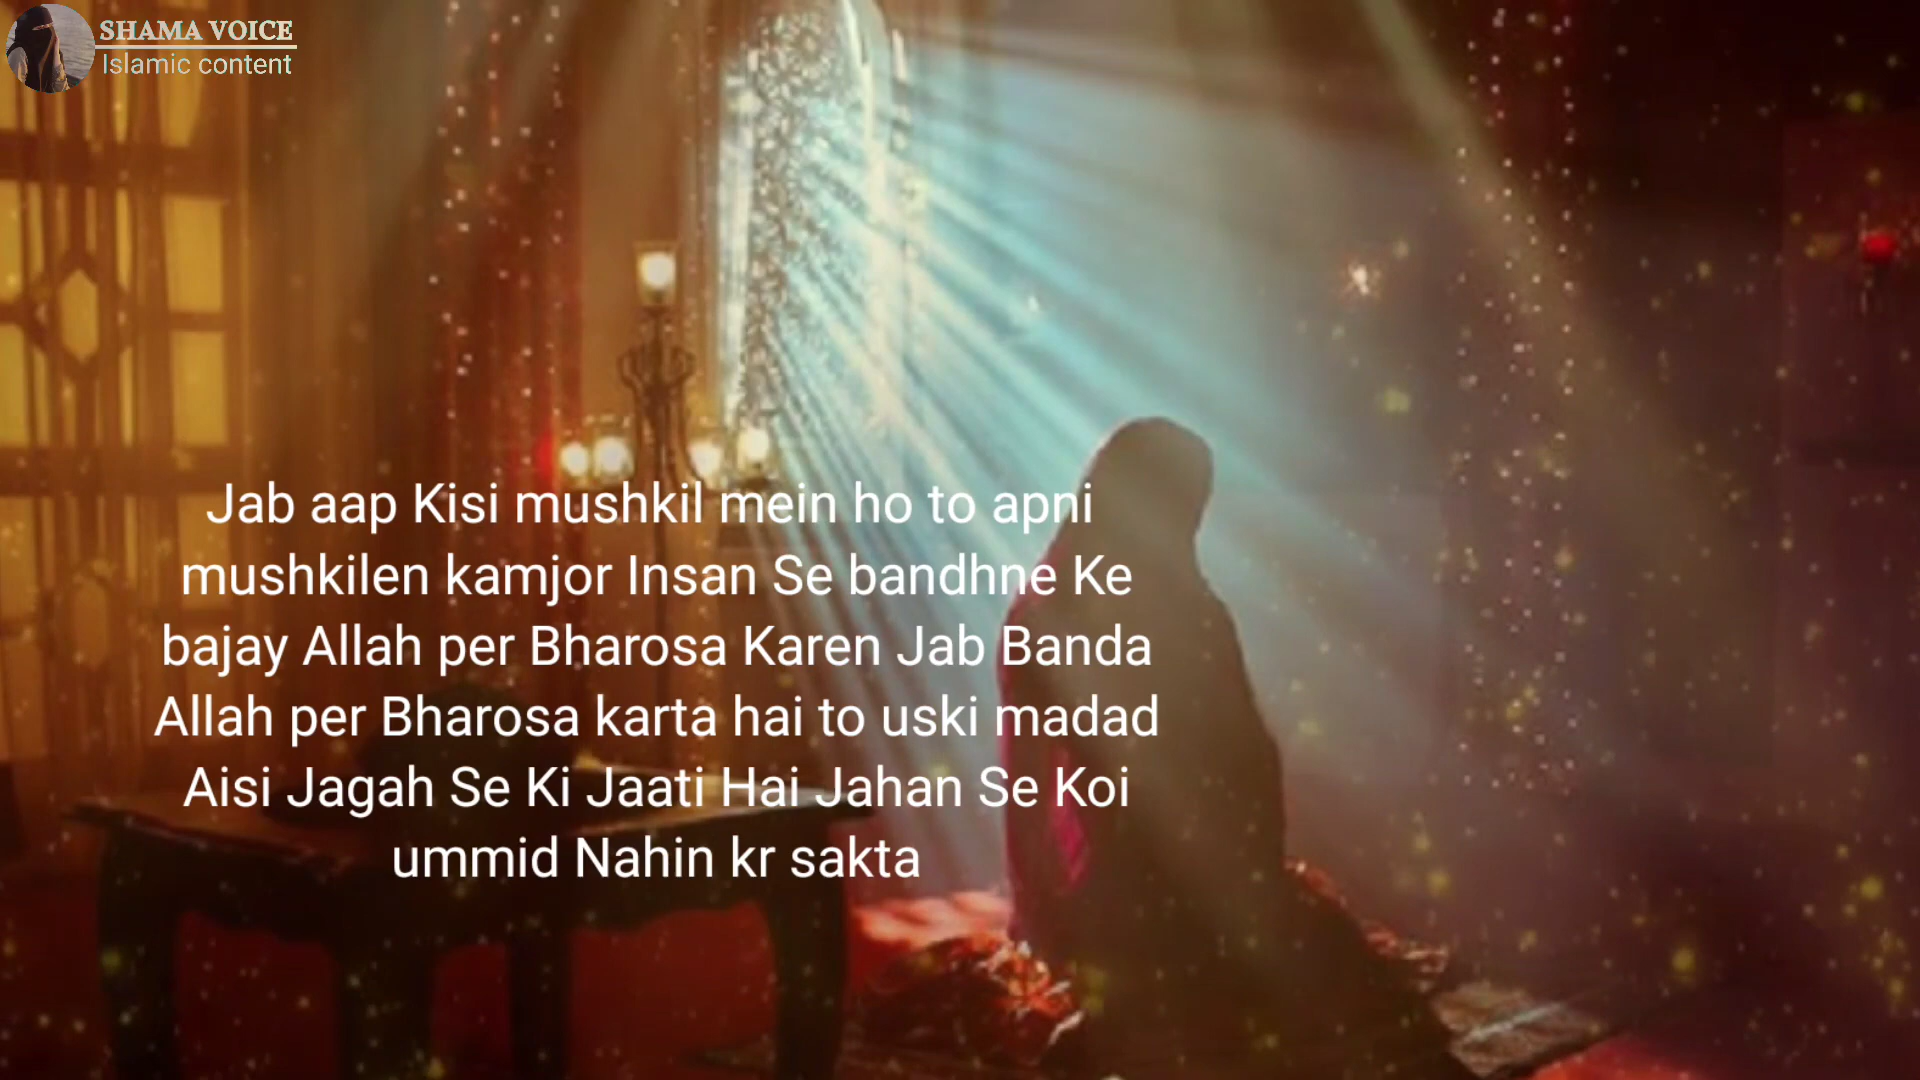 SHAMA VOICE
Islamic content
Jab aap Kisi mushkil mein ho to apni
mushkilen kamjor Insan Se bandhne Ke
bajay Allah per Bharosa Karen Jab Banda
Allah per Bharosa karta hai to uski madad
Aisi Jagah Se Ki Jaati Hai Jahan Se Koi
ummid Nahin kr sakta